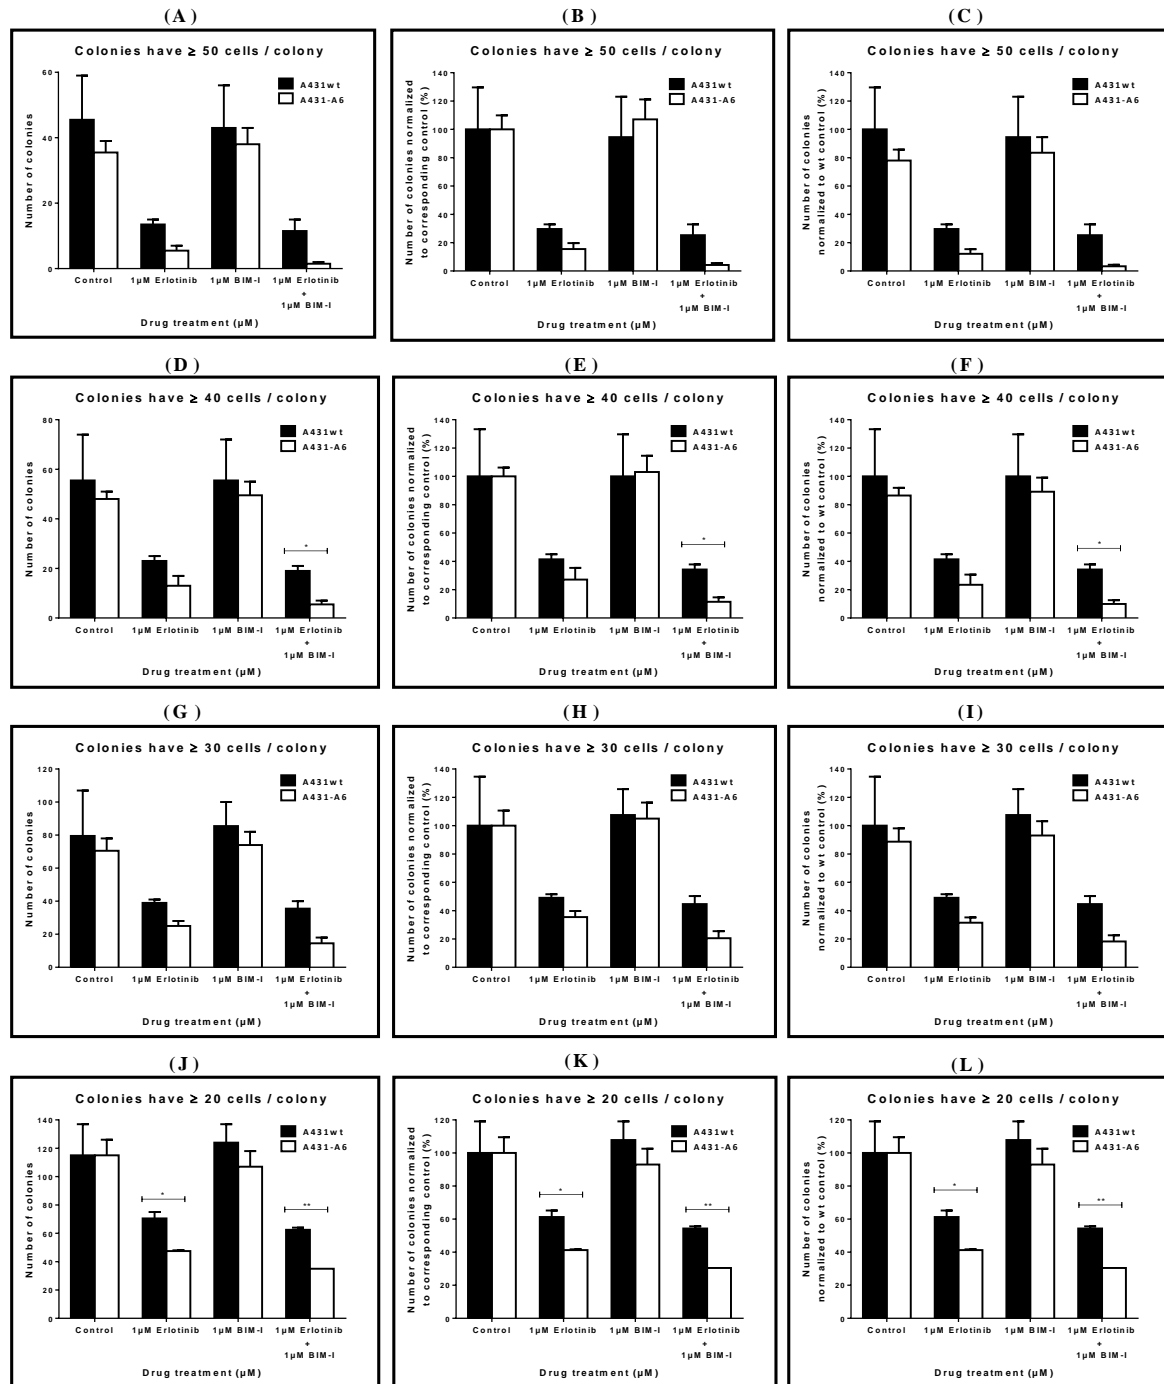 (A)
Colonies have ≥ 50 cells / colony
Number of colonies
60
40
20
0
A431wt
A431-A6
Control
1µM Erlotinib
1µM BIM-I
1µM Erlotinib
+
1µM BIM-I
Drug treatment (µM)
(B)
Colonies have ≥ 50 cells / colony
Number of colonies normalized
to corresponding control (%)
140
120
100
80
60
40
20
0
A431wt
A431-A6
Control
1µM Erlotinib
1µM BIM-I
1µM Erlotinib
+
1µM BIM-I
Drug treatment (µM)
(C)
Colonies have ≥ 50 cells / colony
Number of colonies
normalized to wt control (%)
140
120
100
80
60
40
20
0
A431wt
A431-A6
Control
1µM Erlotinib
1µM BIM-I
1µM Erlotinib
+
1µM BIM-I
Drug treatment (µM)
(D)
Colonies have ≥ 40 cells / colony
Number of colonies
80
60
40
20
0
A431wt
A431-A6
*
Control
1µM Erlotinib
1µM BIM-I
1µM Erlotinib
+
1µM BIM-I
Drug treatment (µM)
(E)
Colonies have ≥ 40 cells / colony
Number of colonies normalized
to corresponding control (%)
140
120
100
80
60
40
20
0
A431wt
A431-A6
*
Control
1µM Erlotinib
1µM BIM-I
1µM Erlotinib
+
1µM BIM-I
Drug treatment (µM)
(F)
Colonies have ≥ 40 cells / colony
Number of colonies
normalized to wt control (%)
140
120
100
80
60
40
20
0
A431wt
A431-A6
*
Control
1µM Erlotinib
1µM BIM-I
1µM Erlotinib
+
1µM BIM-I
Drug treatment (µM)
(G)
Colonies have ≥ 30 cells / colony
Number of colonies
120
100
80
60
40
20
0
A431wt
A431-A6
Control
1µM Erlotinib
1µM BIM-I
1µM Erlotinib
+
1µM BIM-I
Drug treatment (µM)
(H)
Colonies have ≥ 30 cells / colony
Number of colonies normalized
to corresponding control (%)
140
120
100
80
60
40
20
0
A431wt
A431-A6
Control
1µM Erlotinib
1µM BIM-I
1µM Erlotinib
+
1µM BIM-I
Drug treatment (µM)
(I)
Colonies have ≥ 30 cells / colony
Number of colonies
normalized to wt control (%)
140
120
100
80
60
40
20
0
A431wt
A431-A6
Control
1µM Erlotinib
1µM BIM-I
1µM Erlotinib
+
1µM BIM-I
Drug treatment (µM)
(J)
Colonies have ≥ 20 cells / colony
Number of colonies
140
120
100
80
60
40
20
0
A431wt
A431-A6
*
**
Control
1µM Erlotinib
1µM BIM-I
1µM Erlotinib
+
1µM BIM-I
Drug treatment (µM)
(K)
Colonies have ≥ 20 cells / colony
Number of colonies normalized
to corresponding control (%)
120
100
80
60
40
20
0
A431wt
A431-A6
*
**
Control
1µM Erlotinib
1µM BIM-I
1µM Erlotinib
+
1µM BIM-I
Drug treatment (µM)
(L)
Colonies have ≥ 20 cells / colony
Number of colonies
normalized to wt control (%)
120
100
80
60
40
20
0
A431wt
A431-A6
*
**
Control
1µM Erlotinib
1µM BIM-I
1µM Erlotinib
+
1µM BIM-I
Drug treatment (µM)